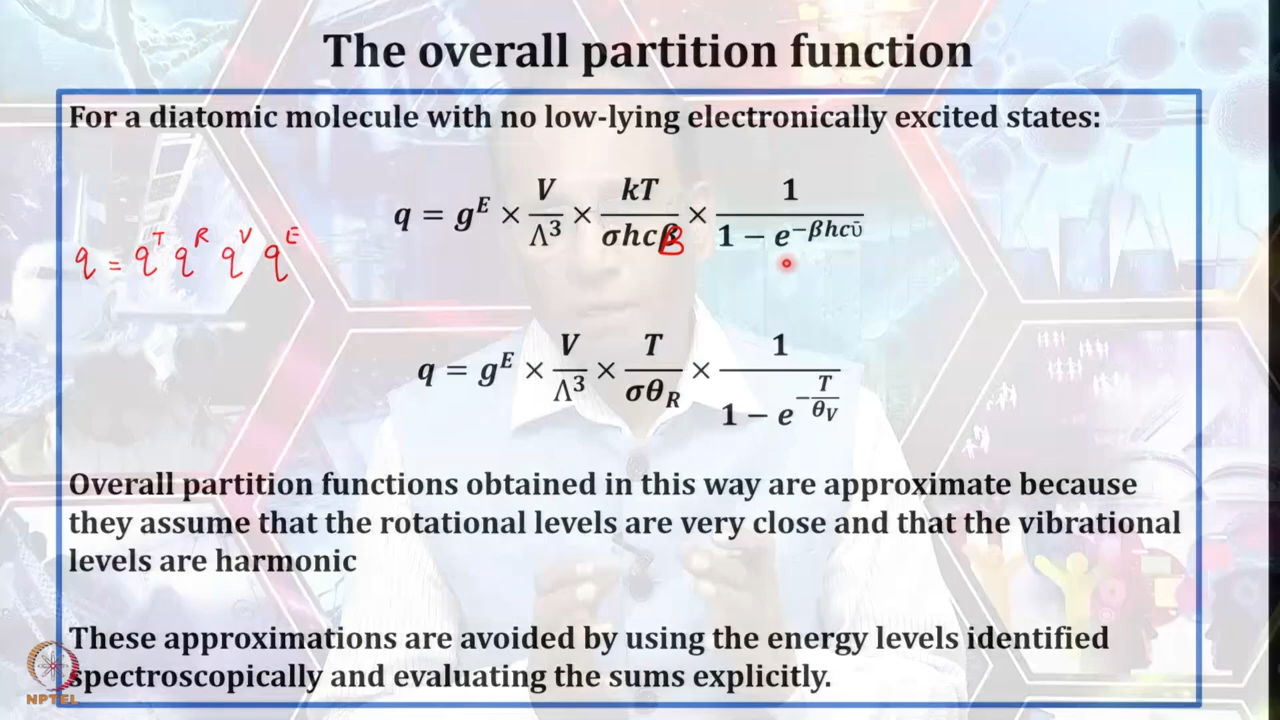 The overall partition function
For a diatomic molecule with no low-lying electronically excited states:
q = g^E × V/Λ³ × kT/σhcβ B × 1/(1 − e^(−βhcῡ))
q = q^T q^R q^V q^E
q = g^E × V/Λ³ × T/σθ_R × 1/(1 − e^(−T/θ_V))
Overall partition functions obtained in this way are approximate because
they assume that the rotational levels are very close and that the vibrational
levels are harmonic
These approximations are avoided by using the energy levels identified
spectroscopically and evaluating the sums explicitly.
NPTEL